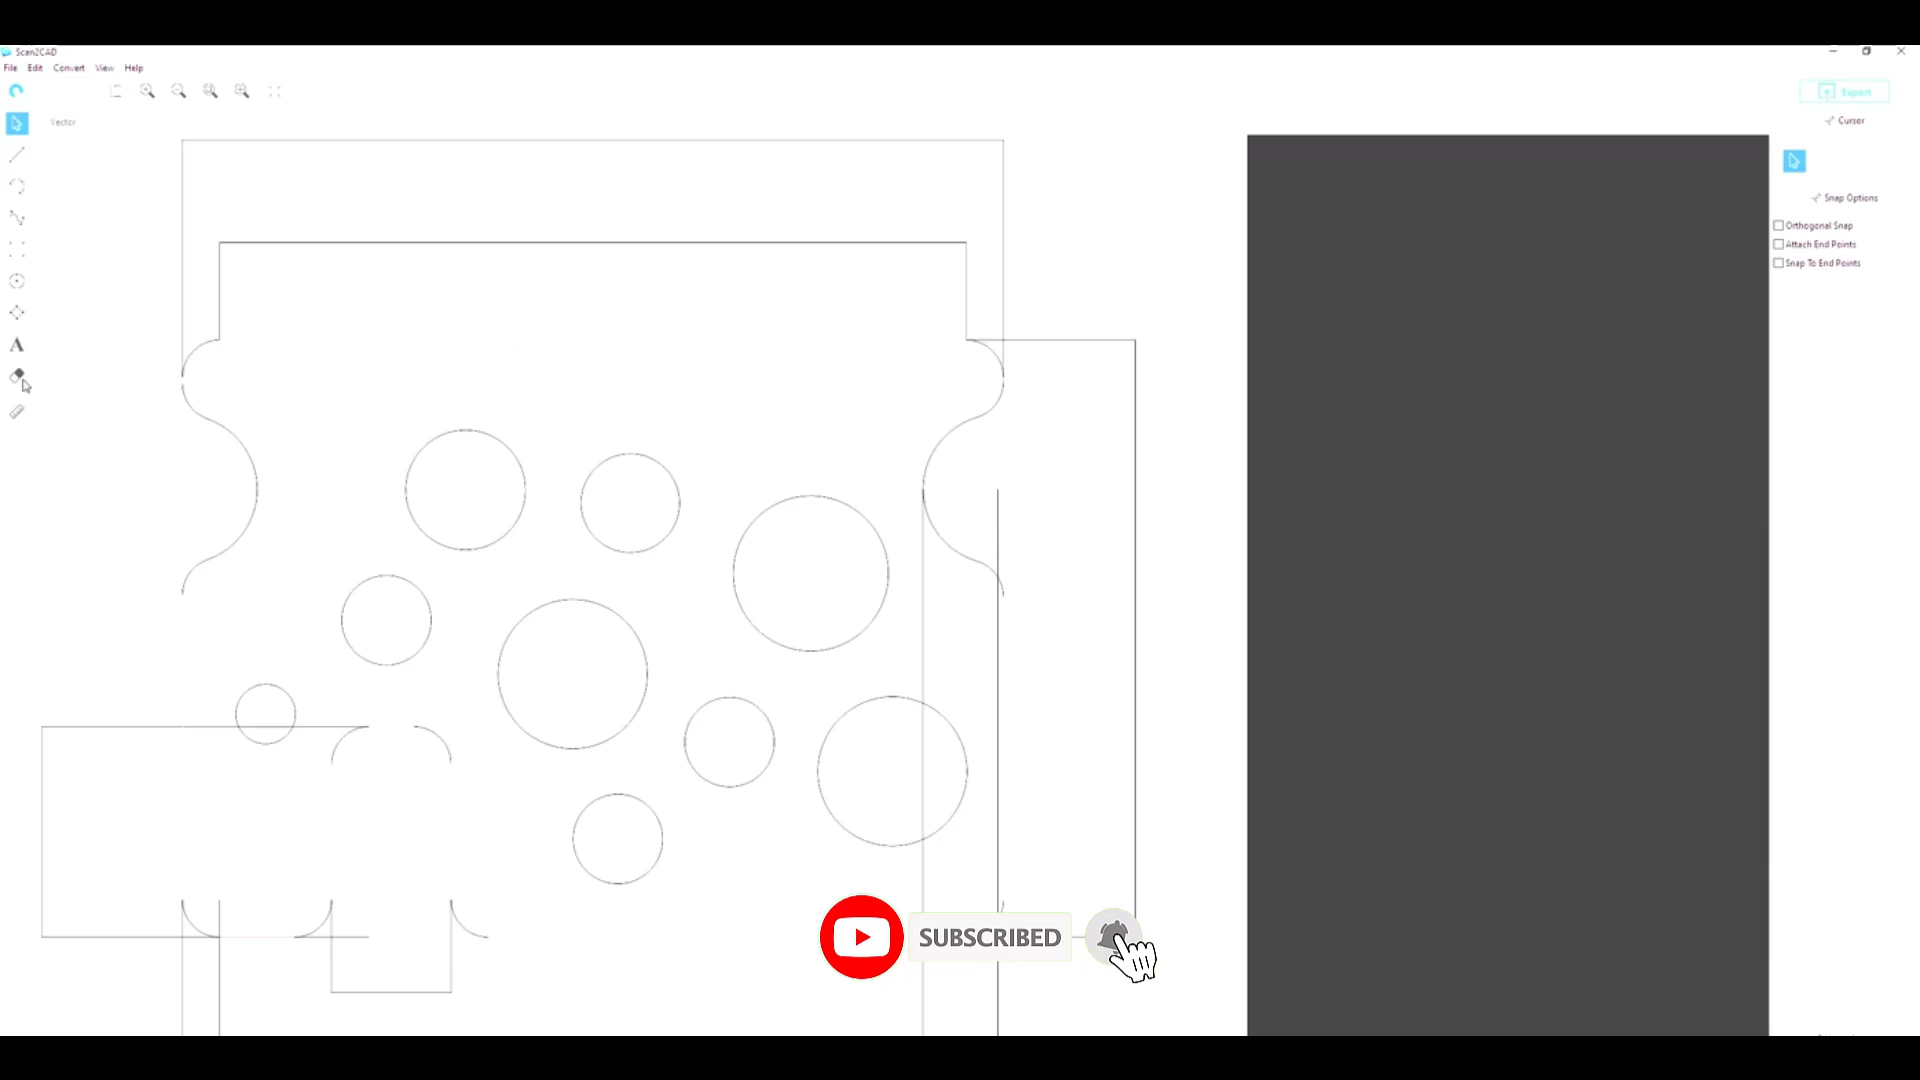 Scan2CAD
File Edit Convert View Help
Export
Vector
Cursor
Snap Options
Orthogonal Snap
Attach End Points
Snap To End Points
A
SUBSCRIBED